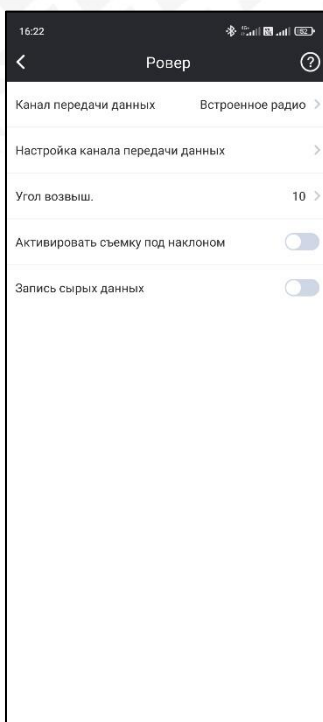 16:22
Ровер
Канал передачи данных Встроенное радио
Настройка канала передачи данных
Угол возвыш. 10
Активировать съемку под наклоном
Запись сырых данных